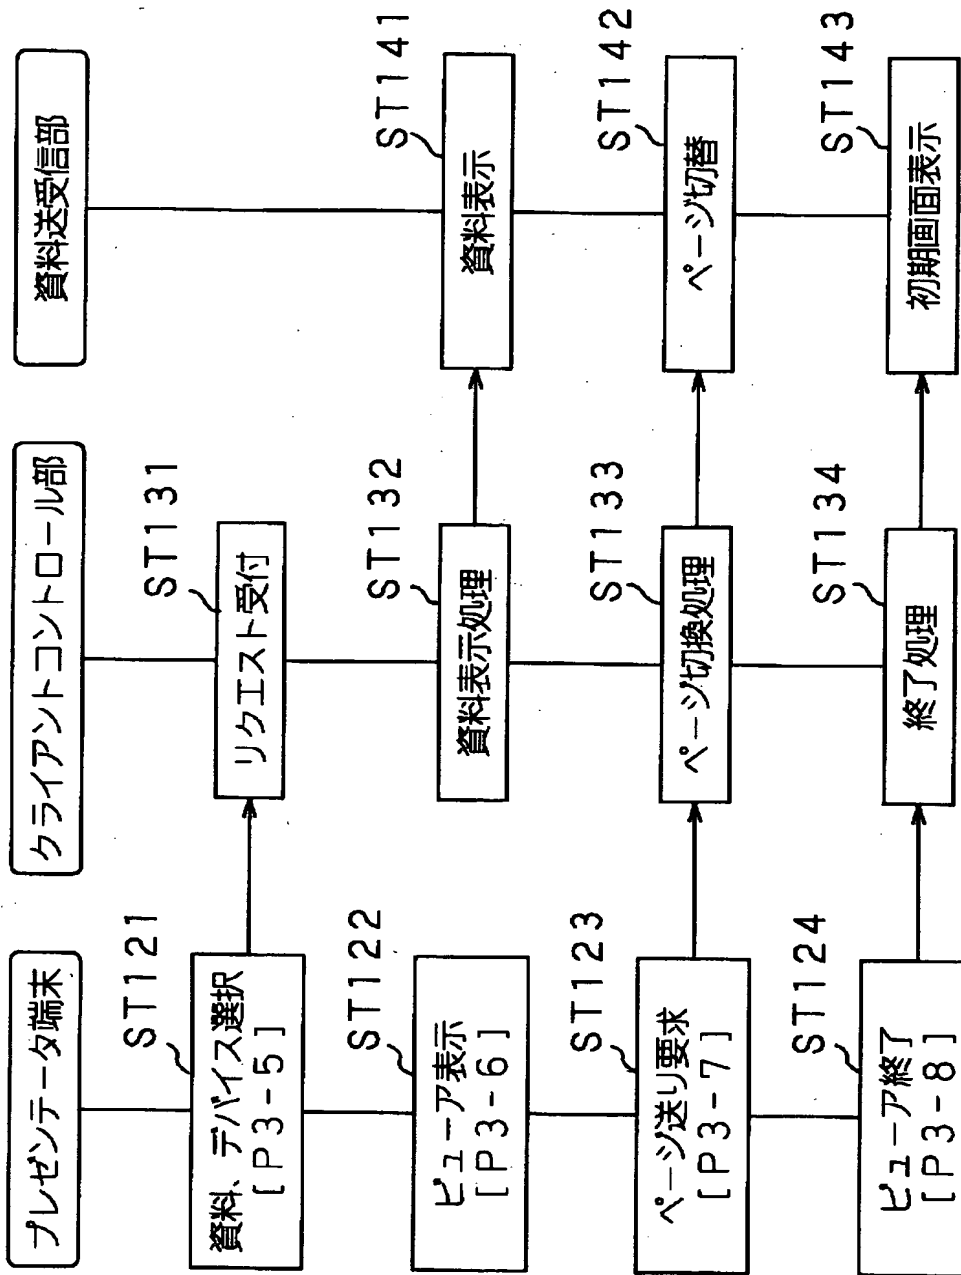 プレゼンテータ端末
クライアントコントロール部
資料送受信部
ST121
資料、デバイス選択
[P3-5]
ST131
リクエスト受付
ST122
ビューア表示
[P3-6]
ST132
資料表示処理
ST141
資料表示
ST123
ページ送り要求
[P3-7]
ST133
ページ切換処理
ST142
ページ切替
ST124
ビューア終了
[P3-8]
ST134
終了処理
ST143
初期画面表示